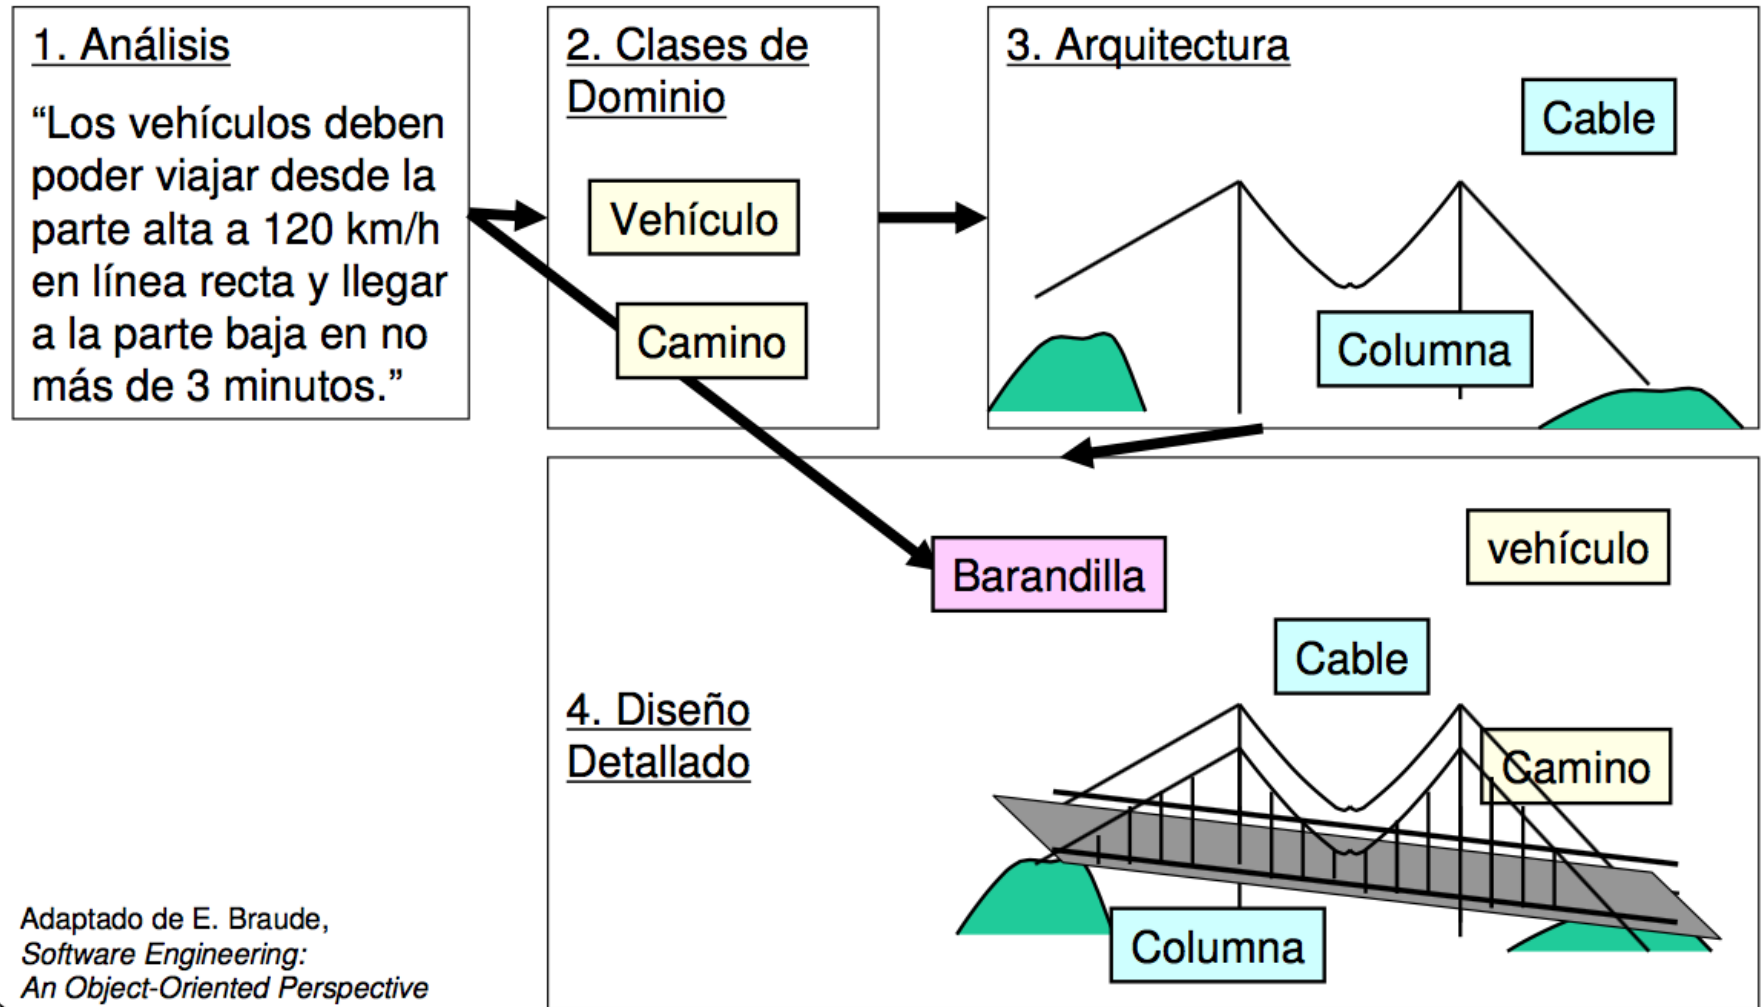 1. Análisis
“Los vehículos deben
poder viajar desde la
parte alta a 120 km/h
en línea recta y llegar
a la parte baja en no
más de 3 minutos.”
2. Clases de
Dominio
Vehículo
Camino
3. Arquitectura
Cable
Columna
4. Diseño
Detallado
Barandilla
vehículo
Cable
Camino
Columna
Adaptado de E. Braude,
Software Engineering:
An Object-Oriented Perspective